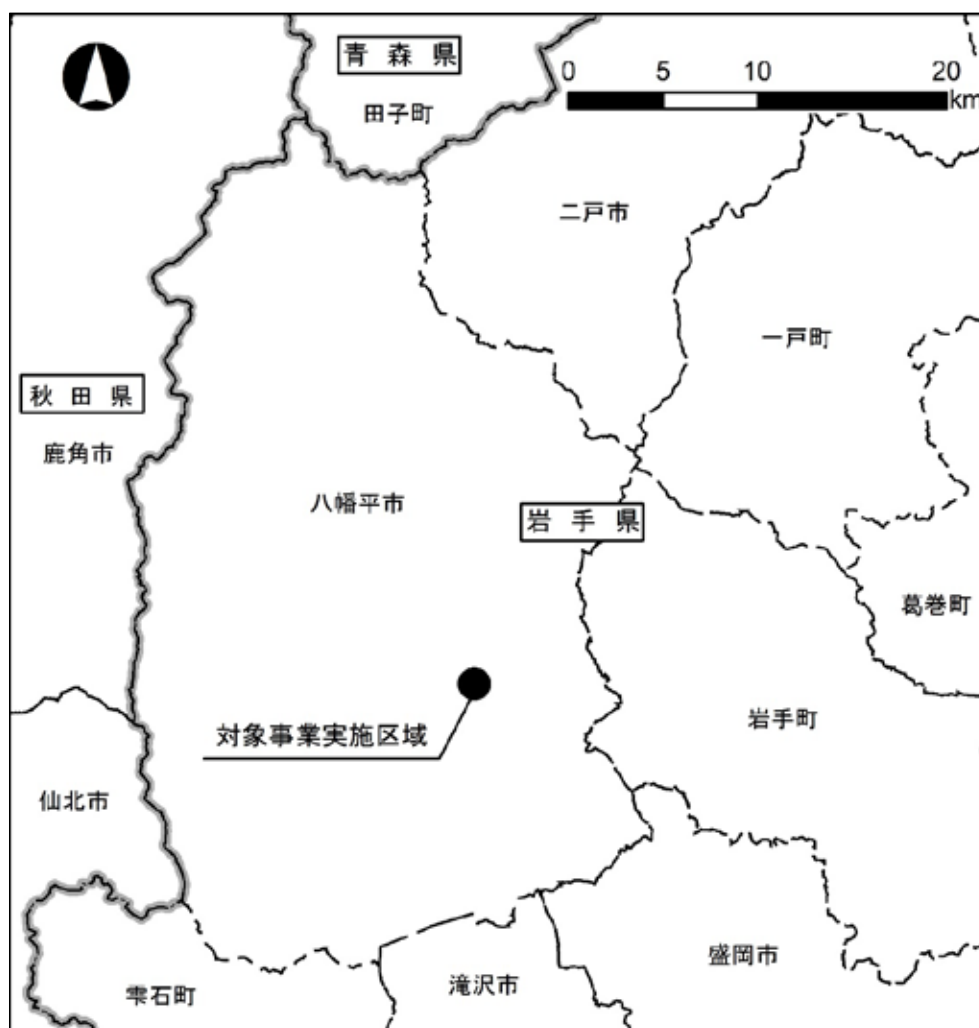 青森県
田子町
0 5 10 20
km
二戸市
一戸町
秋田県
鹿角市
八幡平市
岩手県
葛巻町
対象事業実施区域
岩手町
仙北市
盛岡市
滝沢市
雫石町